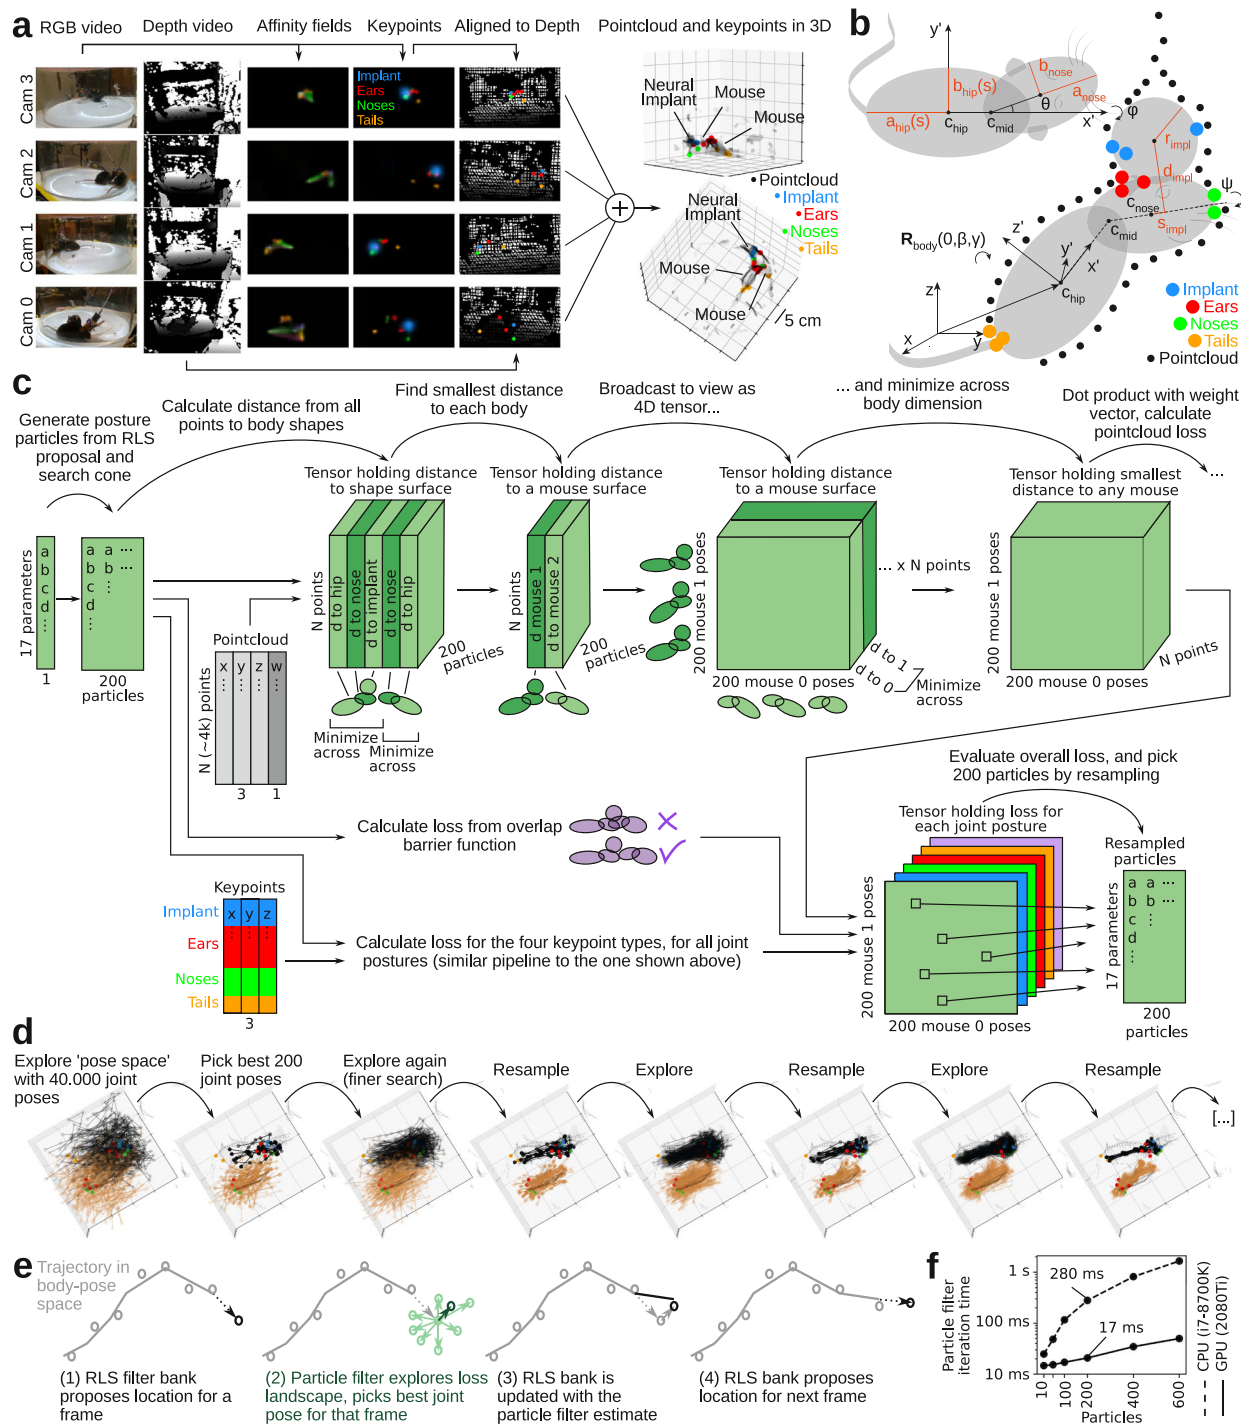 a
RGB video
Depth video
Affinity fields
Keypoints
Aligned to Depth
Pointcloud and keypoints in 3D
Cam 3
Cam 2
Cam 1
Cam 0
Implant
Ears
Noses
Tails
Neural
Implant
Mouse
Mouse
Pointcloud
Implant
Ears
Noses
Tails
Neural
Implant
Mouse
Mouse
5 cm
b
y'
b_hip(s)
a_hip(s)
c_hip
c_mid
θ
b_nose
a_nose
x'
φ
r_impl
d_impl
c_nose
s_impl
ψ
c_mid
z'
y'
x'
R_body(0,β,γ)
c_hip
z
y
x
Implant
Ears
Noses
Tails
Pointcloud
c
Generate posture
particles from RLS
proposal and
search cone
Calculate distance from all
points to body shapes
Find smallest distance
to each body
Broadcast to view as
4D tensor...
... and minimize across
body dimension
Dot product with weight
vector, calculate
pointcloud loss
...
17 parameters
a
b
c
d
...
1
a a ...
b b ...
c
d
...
200
particles
Pointcloud
x y z w
N (~4k) points
3
1
Tensor holding distance
to shape surface
N points
d to hip
d to nose
d to implant
d to nose
d to hip
200
particles
Minimize
across
Minimize
across
Tensor holding distance
to a mouse surface
N points
d mouse 1
d to mouse 2
200
particles
Tensor holding distance
to a mouse surface
200 mouse 1 poses
200 mouse 0 poses
... x N points
d to 1
d to 0
Minimize
across
Tensor holding smallest
distance to any mouse
200 mouse 1 poses
200 mouse 0 poses
N points
Calculate loss from overlap
barrier function
Keypoints
Implant
Ears
Noses
Tails
x y z
3
Calculate loss for the four keypoint types, for all joint
postures (similar pipeline to the one shown above)
Evaluate overall loss, and pick
200 particles by resampling
Tensor holding loss for
each joint posture
200 mouse 1 poses
200 mouse 0 poses
Resampled
particles
17 parameters
a a ...
b b ...
c
d
...
200
particles
d
Explore 'pose space'
with 40.000 joint
poses
Pick best 200
joint poses
Explore again
(finer search)
Resample
Explore
Resample
Explore
Resample
[...]
e
Trajectory in
body-pose
space
(1) RLS filter bank
proposes location for a
frame
(2) Particle filter explores loss
landscape, picks best joint
pose for that frame
(3) RLS bank is
updated with the
particle filter estimate
(4) RLS bank proposes
location for next frame
f
Particle filter
iteration time
1 s
100 ms
10 ms
280 ms
17 ms
10
100
200
400
600
Particles
CPU (i7-8700K)
GPU (2080Ti)